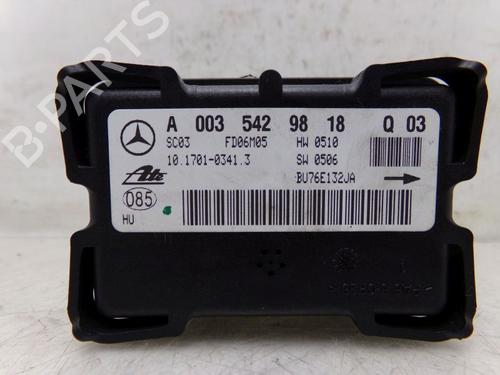 B-PARTS
A 003 542 98 18 Q 03
SC03 FD06M05 HW 0510
10.1701-0341.3 SW 0506
Ate BU76E132JA
085
HU